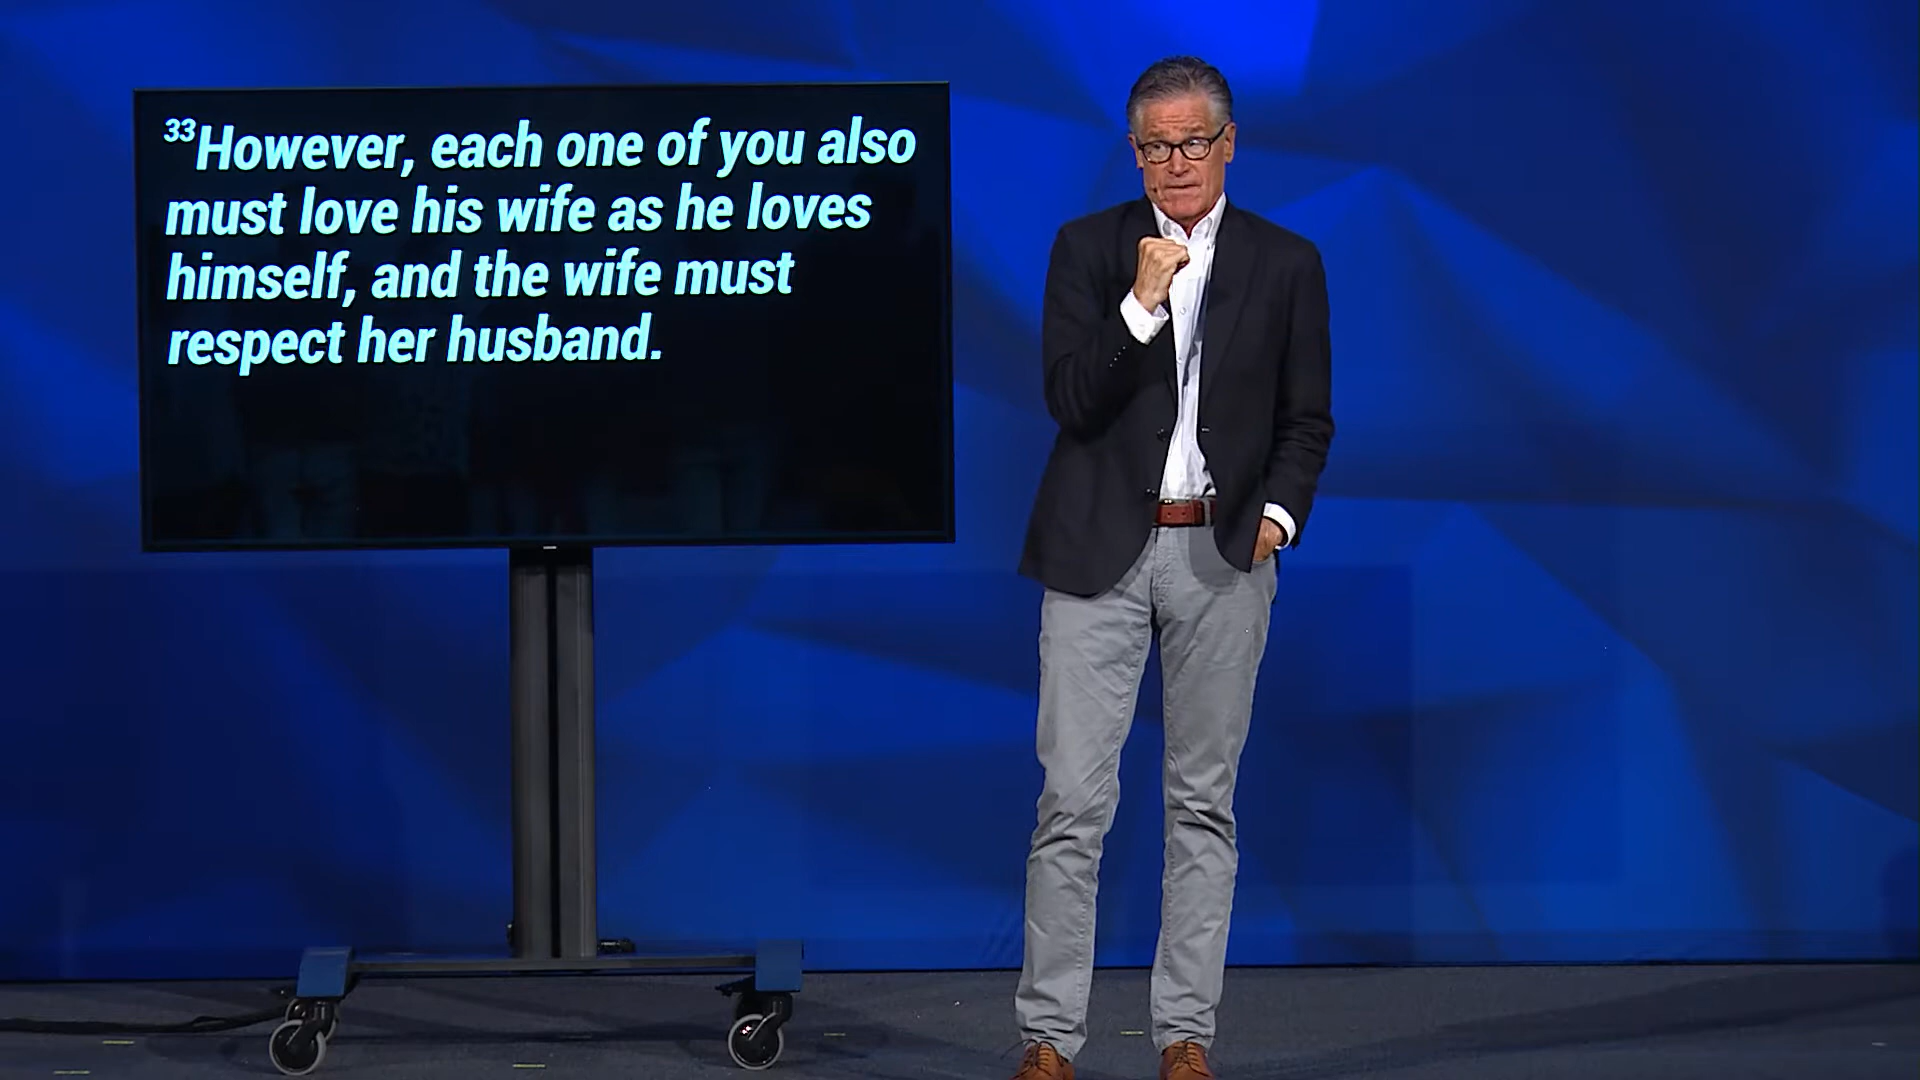 33However, each one of you also
must love his wife as he loves
himself, and the wife must
respect her husband.